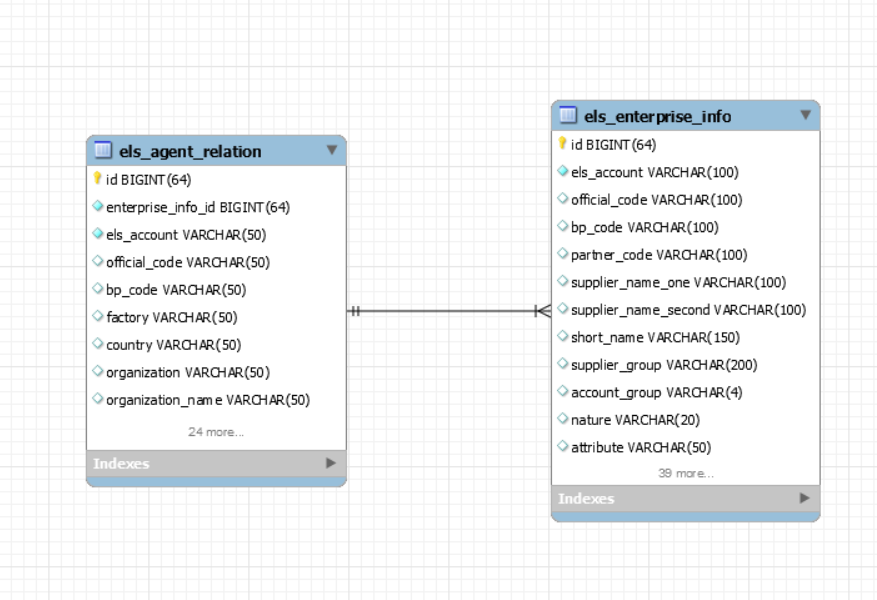 els_agent_relation
id BIGINT(64)
enterprise_info_id BIGINT(64)
els_account VARCHAR(50)
official_code VARCHAR(50)
bp_code VARCHAR(50)
factory VARCHAR(50)
country VARCHAR(50)
organization VARCHAR(50)
organization_name VARCHAR(50)
24 more...
Indexes
els_enterprise_info
id BIGINT(64)
els_account VARCHAR(100)
official_code VARCHAR(100)
bp_code VARCHAR(100)
partner_code VARCHAR(100)
supplier_name_one VARCHAR(100)
supplier_name_second VARCHAR(100)
short_name VARCHAR(150)
supplier_group VARCHAR(200)
account_group VARCHAR(4)
nature VARCHAR(20)
attribute VARCHAR(50)
39 more...
Indexes